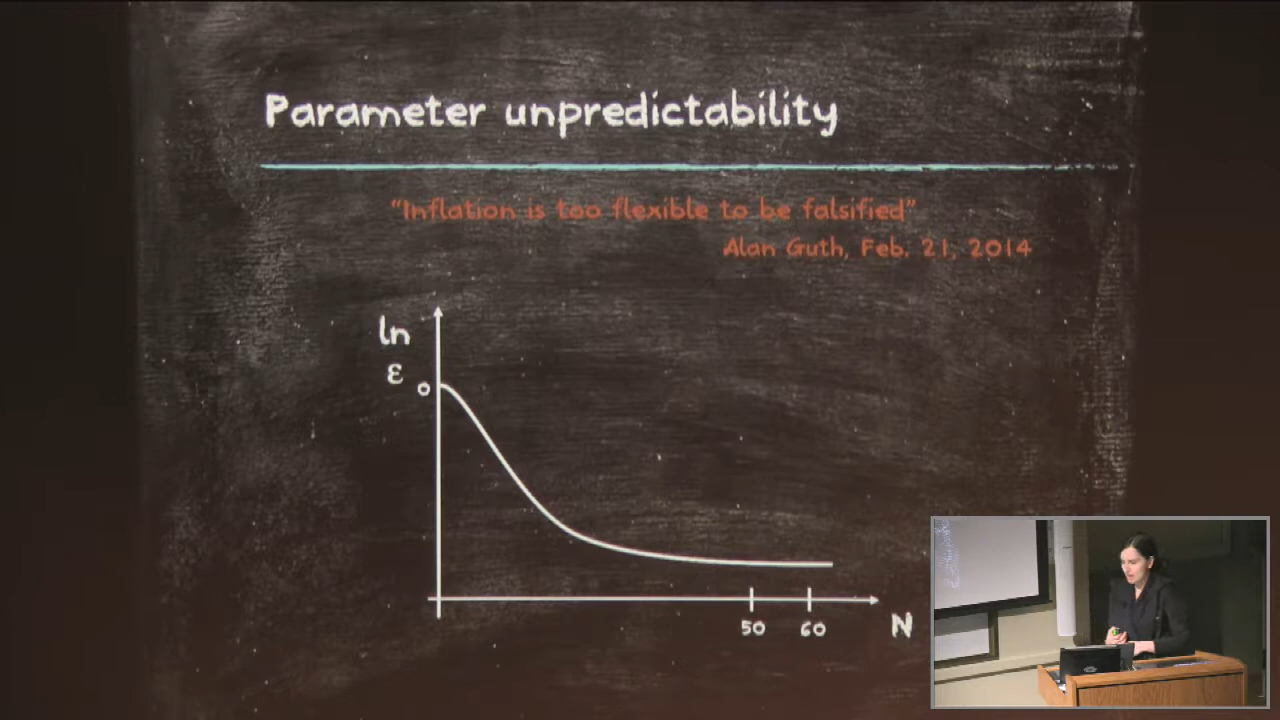 Parameter unpredictability
“Inflation is too flexible to be falsified”
Alan Guth, Feb. 21, 2014
ln
ε
0
50 60
N